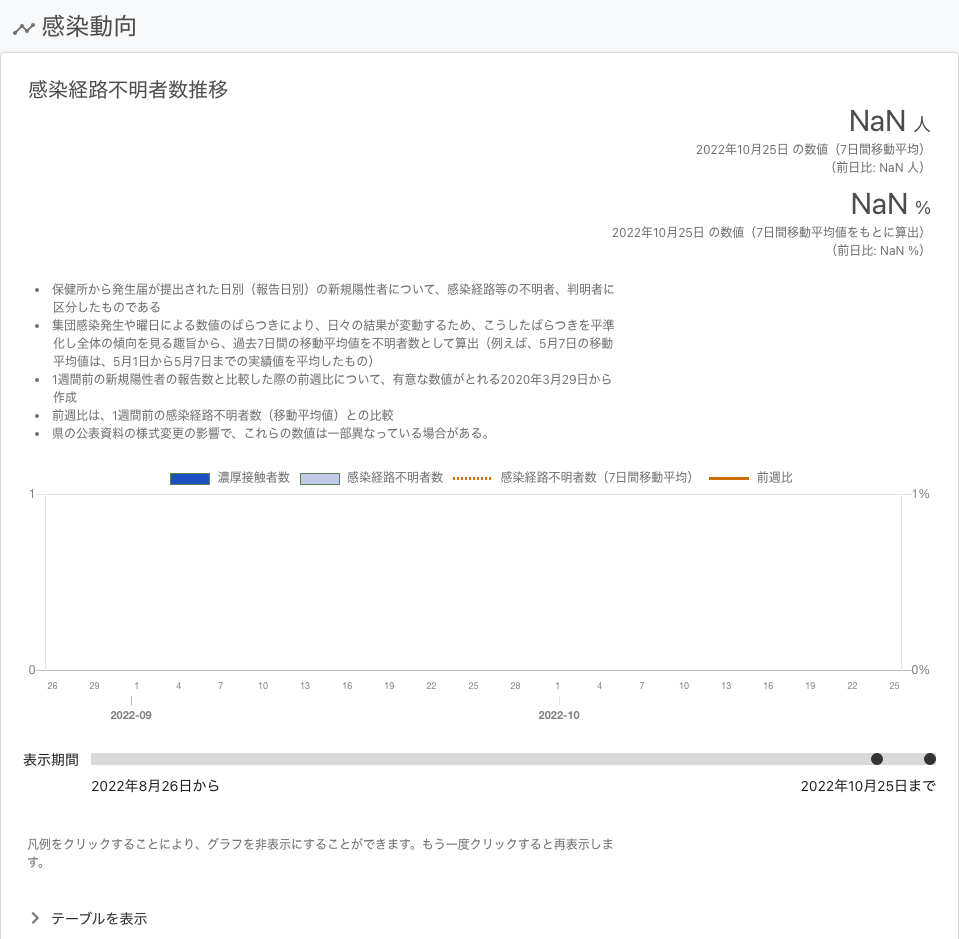 感染動向
感染経路不明者数推移
NaN 人
2022年10月25日 の数値（7日間移動平均）
（前日比: NaN 人）
NaN %
2022年10月25日 の数値（7日間移動平均値をもとに算出）
（前日比: NaN %）
• 保健所から発生届が提出された日別（報告日別）の新規陽性者について、感染経路等の不明者、判明者に
区分したものである
• 集団感染発生や曜日による数値のばらつきにより、日々の結果が変動するため、こうしたばらつきを平準
化し全体の傾向を見る趣旨から、過去7日間の移動平均値を不明者数として算出（例えば、5月7日の移動
平均値は、5月1日から5月7日までの実績値を平均したもの）
• 1週間前の新規陽性者の報告数と比較した際の前週比について、有意な数値がとれる2020年3月29日から
作成
• 前週比は、1週間前の感染経路不明者数（移動平均値）との比較
• 県の公表資料の様式変更の影響で、これらの数値は一部異なっている場合がある。
濃厚接触者数 感染経路不明者数 感染経路不明者数（7日間移動平均） 前週比
1 1%
0 0%
26 29 1 4 7 10 13 16 19 22 25 28 1 4 7 10 13 16 19 22 25
2022-09 2022-10
表示期間
2022年8月26日から 2022年10月25日まで
凡例をクリックすることにより、グラフを非表示にすることができます。もう一度クリックすると再表示しま
す。
テーブルを表示